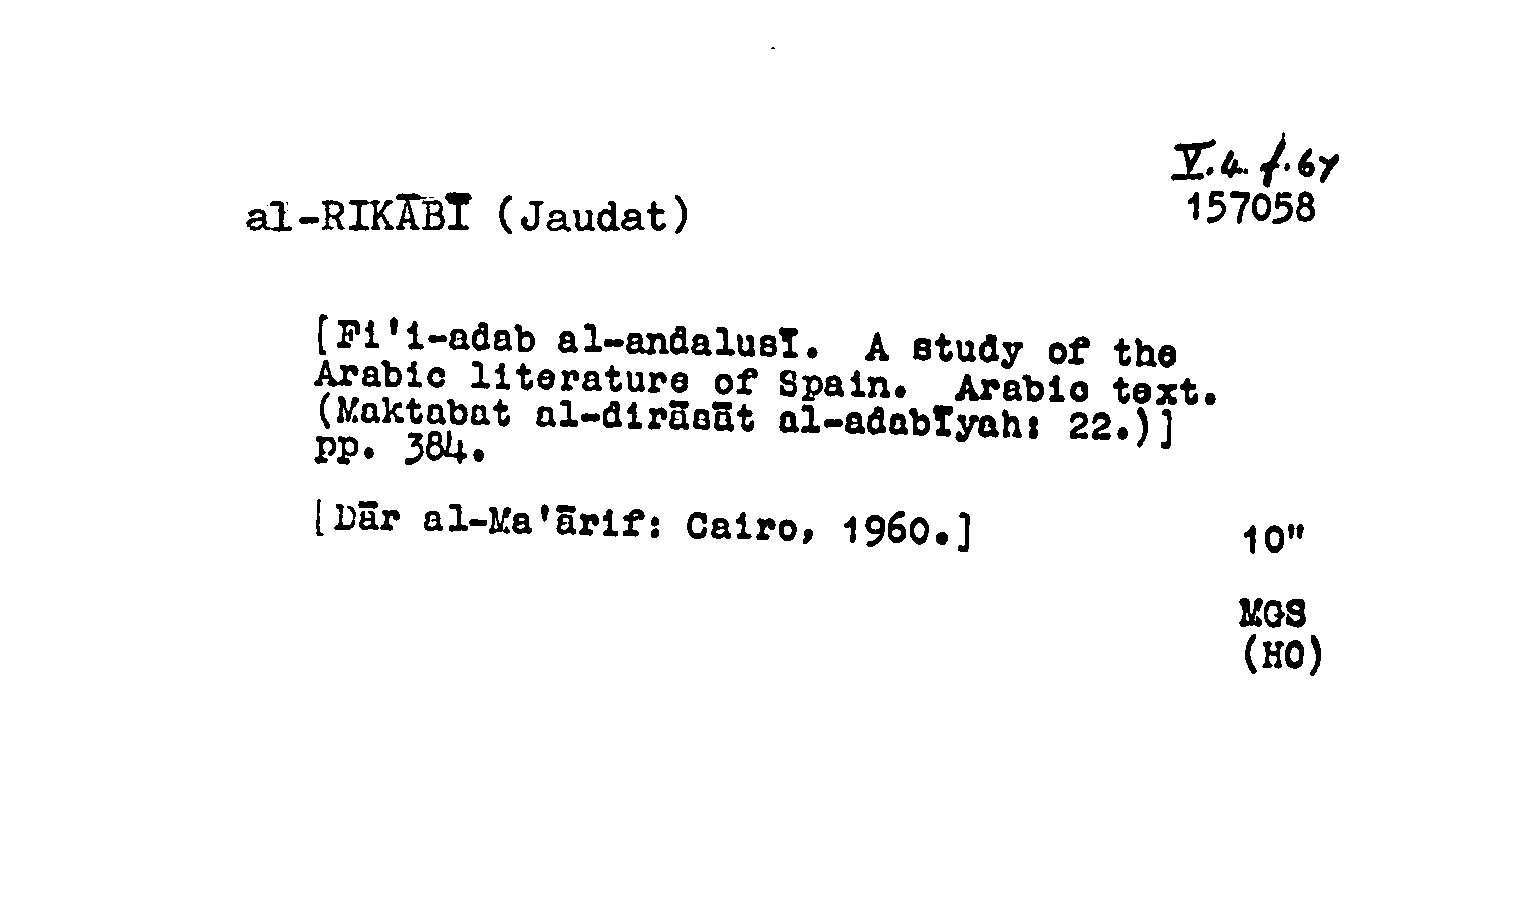 V.4. f.67
157058
al-RIKĀBĪ (Jaudat)
[Fi'i-adab al-andalusĪ. A study of the
Arabic literature of Spain. Arabic text.
(Maktabat al-dirāsāt al-adabĪyah: 22.)]
pp. 384.
[Dār al-Ma'ārif: Cairo, 1960.]
10"
MGS
(HO)